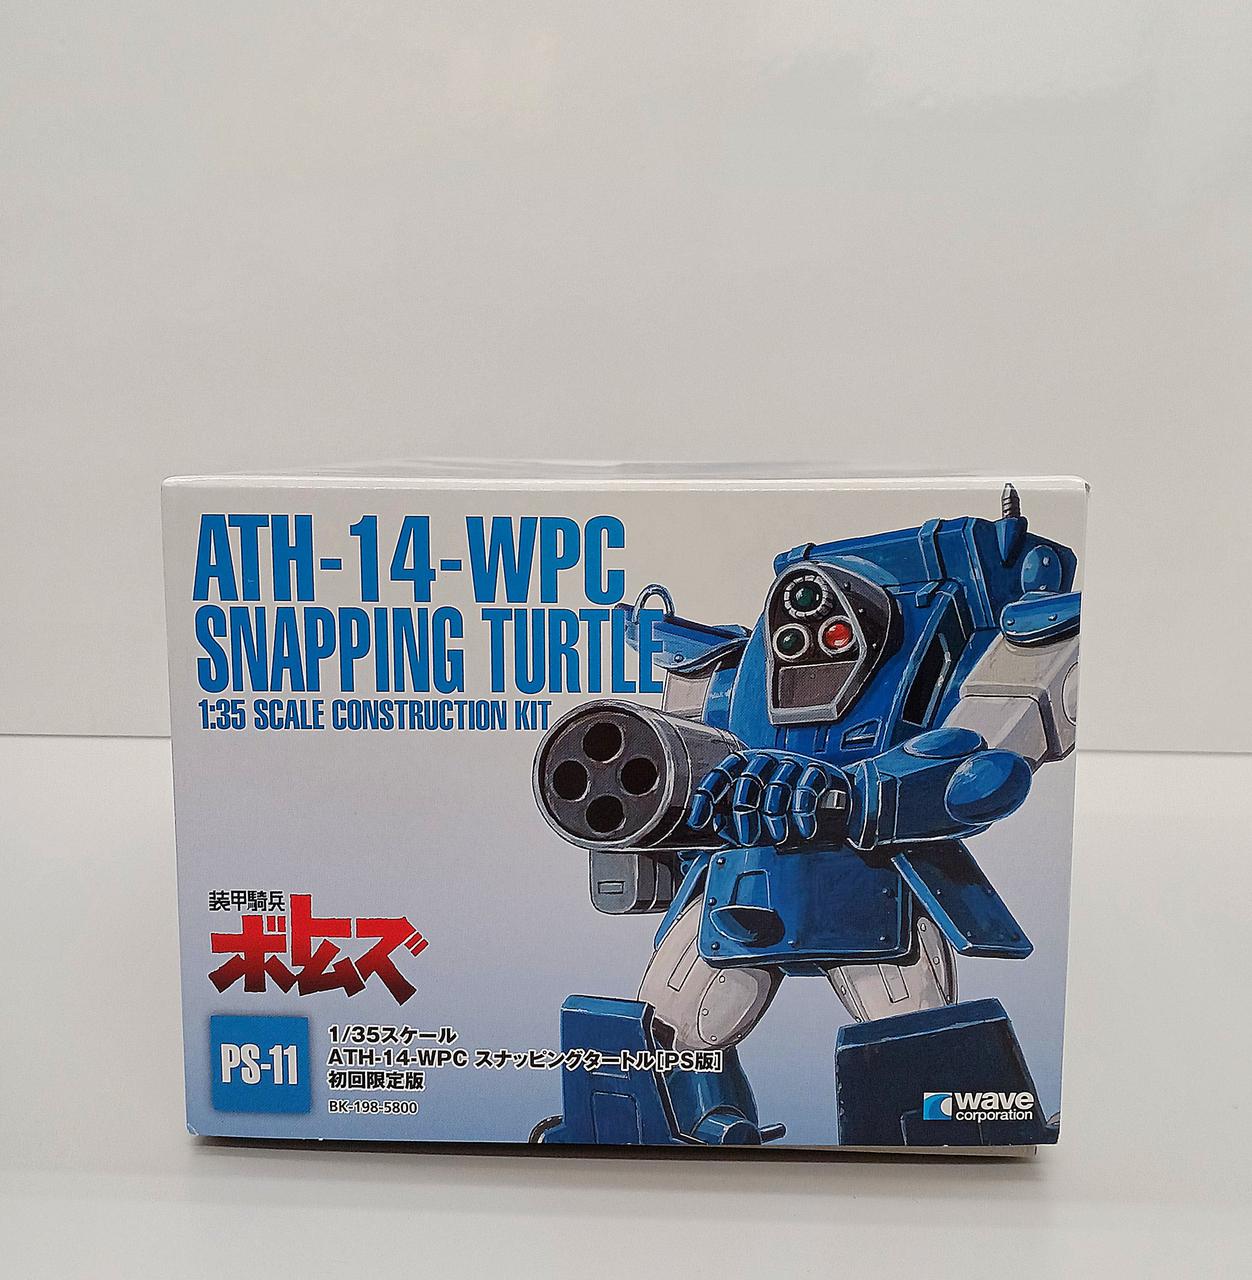 ATH-14-WPC
SNAPPING TURTLE
1:35 SCALE CONSTRUCTION KIT
装甲騎兵
ボトムズ
PS-11
1/35スケール
ATH-14-WPC スナッピングタートル[PS版]
初回限定版
BK-198-5800
wave
corporation